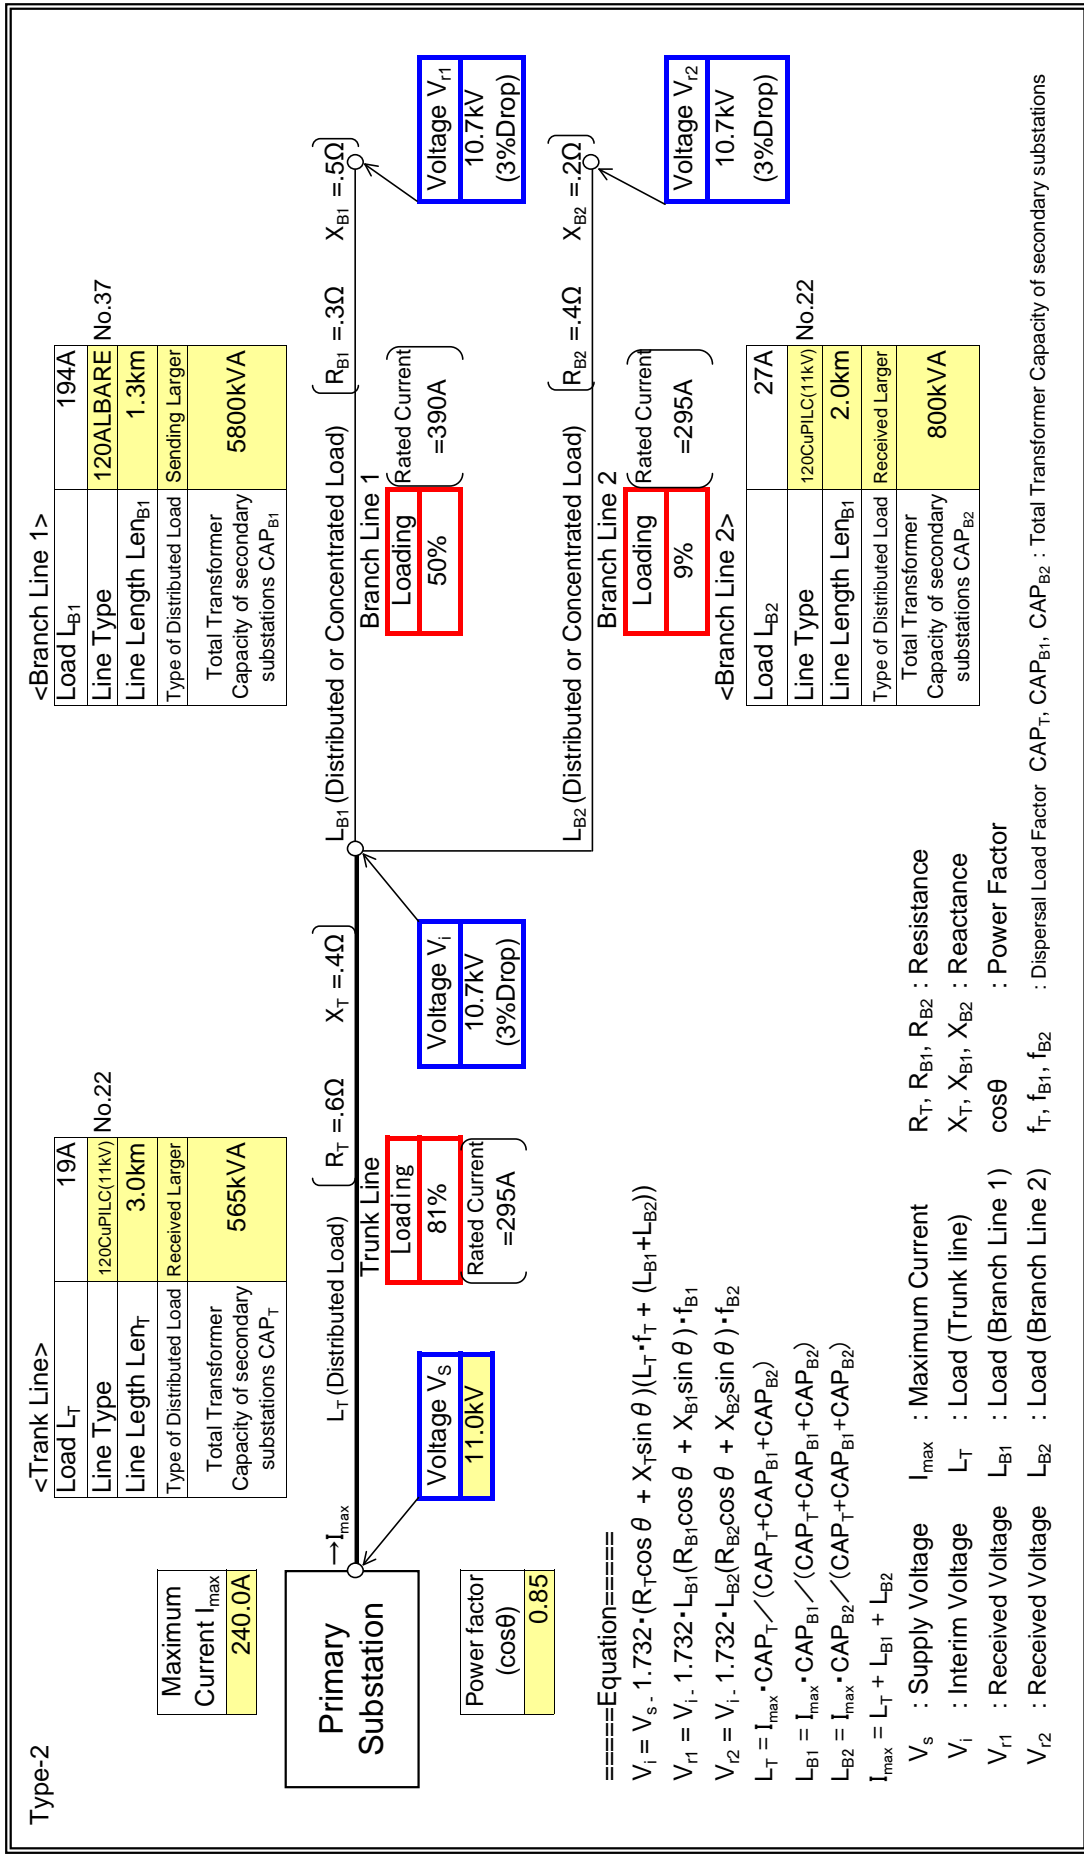 Type-2
<Trank Line>
Load LT 19A
Line Type 120CuPILC(11kV) No.22
Line Legth LenT 3.0km
Type of Distributed Load Received Larger
Total Transformer
Capacity of secondary
substations CAPT
565kVA
<Branch Line 1>
Load LB1 194A
Line Type 120ALBARE No.37
Line Length LenB1 1.3km
Type of Distributed Load Sending Larger
Total Transformer
Capacity of secondary
substations CAPB1
5800kVA
Maximum
Current Imax
240.0A
Primary
Substation
→Imax
LT (Distributed Load)
RT =.6Ω XT =.4Ω
LB1 (Distributed or Concentrated Load)
RB1 =.3Ω XB1 =.5Ω
Trunk Line
Loading
81%
Rated Current
=295A
Branch Line 1
Loading
50%
Rated Current
=390A
Voltage VS
11.0kV
Voltage Vi
10.7kV
(3%Drop)
Voltage Vr1
10.7kV
(3%Drop)
Power factor
(cosθ)
0.85
LB2 (Distributed or Concentrated Load)
RB2 =.4Ω XB2 =.2Ω
Branch Line 2
Loading
9%
Rated Current
=295A
Voltage Vr2
10.7kV
(3%Drop)
<Branch Line 2>
Load LB2 27A
Line Type 120CuPILC(11kV) No.22
Line Length LenB1 2.0km
Type of Distributed Load Received Larger
Total Transformer
Capacity of secondary
substations CAPB2
800kVA
=====Equation======
Vi = Vs - 1.732・(RTcos θ + XTsin θ)(LT・fT + (LB1+LB2))
Vr1 = Vi - 1.732・LB1(RB1cos θ + XB1sin θ)・fB1
Vr2 = Vi - 1.732・LB2(RB2cos θ + XB2sin θ)・fB2
LT = Imax・CAPT／(CAPT+CAPB1+CAPB2)
LB1 = Imax・CAPB1／(CAPT+CAPB1+CAPB2)
LB2 = Imax・CAPB2／(CAPT+CAPB1+CAPB2)
Imax = LT + LB1 + LB2
Vs : Supply Voltage Imax : Maximum Current RT, RB1, RB2 : Resistance
Vi : Interim Voltage LT : Load (Trunk line) XT, XB1, XB2 : Reactance
Vr1 : Received Voltage LB1 : Load (Branch Line 1) cosθ : Power Factor
Vr2 : Received Voltage LB2 : Load (Branch Line 2) fT, fB1, fB2 : Dispersal Load Factor CAPT, CAPB1, CAPB2 : Total Transformer Capacity of secondary substations